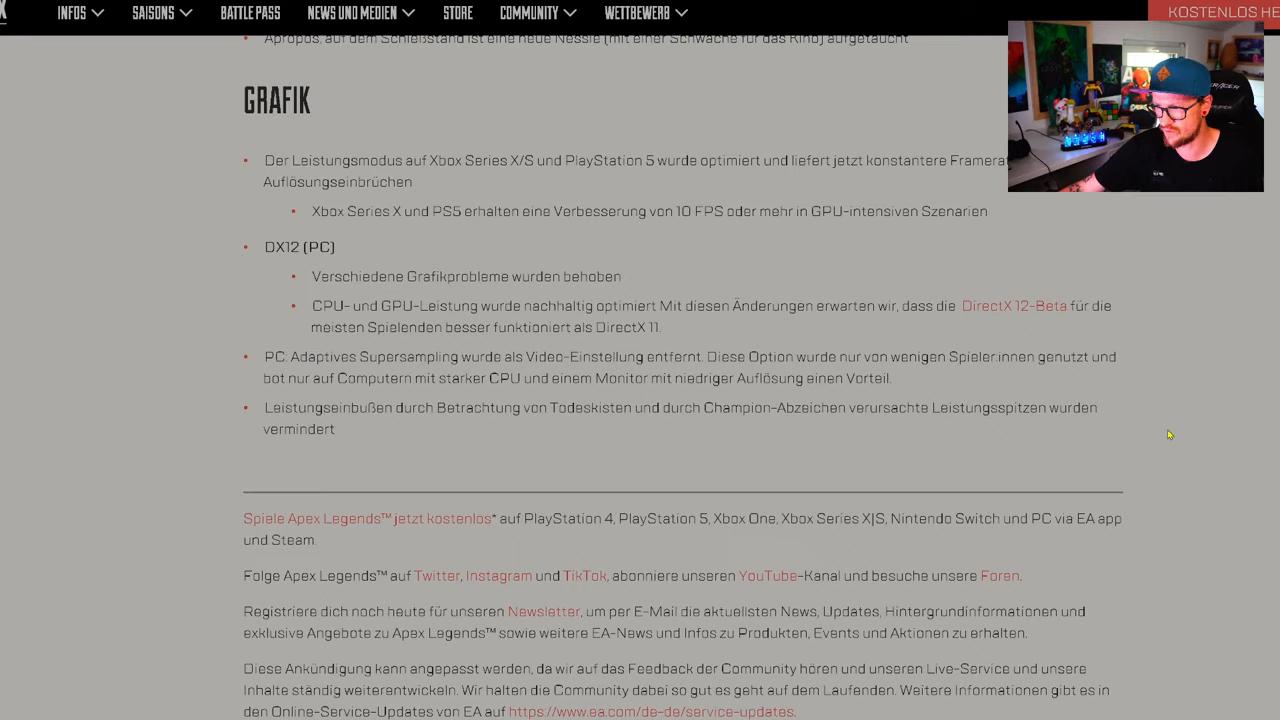 INFOS SAISONS BATTLE PASS NEWS UND MEDIEN STORE COMMUNITY WETTBEWERB KOSTENLOS HE
Apropos, auf dem Schießstand ist eine neue Nessie (mit einer Schwäche für das Kino) aufgetaucht
GRAFIK
• Der Leistungsmodus auf Xbox Series X/S und PlayStation 5 wurde optimiert und liefert jetzt konstantere Framera
Auflösungseinbrüchen
• Xbox Series X und PS5 erhalten eine Verbesserung von 10 FPS oder mehr in GPU-intensiven Szenarien
• DX12 (PC)
• Verschiedene Grafikprobleme wurden behoben
• CPU- und GPU-Leistung wurde nachhaltig optimiert Mit diesen Änderungen erwarten wir, dass die DirectX 12-Beta für die
meisten Spielenden besser funktioniert als DirectX 11.
• PC: Adaptives Supersampling wurde als Video-Einstellung entfernt. Diese Option wurde nur von wenigen Spieler:innen genutzt und
bot nur auf Computern mit starker CPU und einem Monitor mit niedriger Auflösung einen Vorteil.
• Leistungseinbußen durch Betrachtung von Todeskisten und durch Champion-Abzeichen verursachte Leistungsspitzen wurden
vermindert
Spiele Apex Legends™ jetzt kostenlos* auf PlayStation 4, PlayStation 5, Xbox One, Xbox Series X|S, Nintendo Switch und PC via EA app
und Steam.
Folge Apex Legends™ auf Twitter, Instagram und TikTok, abonniere unseren YouTube-Kanal und besuche unsere Foren.
Registriere dich noch heute für unseren Newsletter, um per E-Mail die aktuellsten News, Updates, Hintergrundinformationen und
exklusive Angebote zu Apex Legends™ sowie weitere EA-News und Infos zu Produkten, Events und Aktionen zu erhalten.
Diese Ankündigung kann angepasst werden, da wir auf das Feedback der Community hören und unseren Live-Service und unsere
Inhalte ständig weiterentwickeln. Wir halten die Community dabei so gut es geht auf dem Laufenden. Weitere Informationen gibt es in
den Online-Service-Updates von EA auf https://www.ea.com/de-de/service-updates.